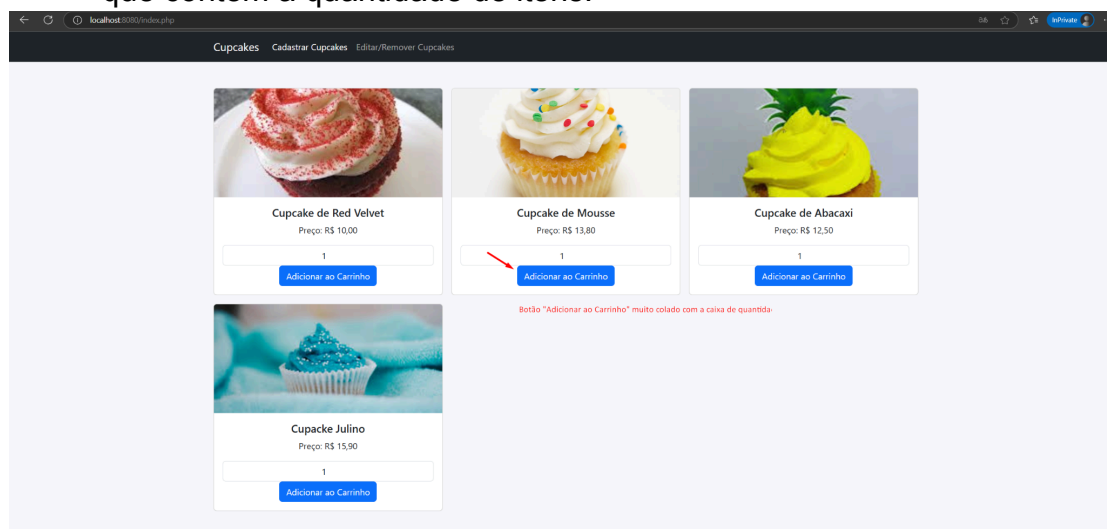 que contém a quantidade de itens.
localhost:8080/index.php
InPrivate
Cupcakes Cadastrar Cupcakes Editar/Remover Cupcakes
Cupcake de Red Velvet
Preço: R$ 10,00
1
Adicionar ao Carrinho
Cupcake de Mousse
Preço: R$ 13,80
1
Adicionar ao Carrinho
Cupcake de Abacaxi
Preço: R$ 12,50
1
Adicionar ao Carrinho
Botão "Adicionar ao Carrinho" muito colado com a caixa de quantida
Cupacke Julino
Preço: R$ 15,90
1
Adicionar ao Carrinho